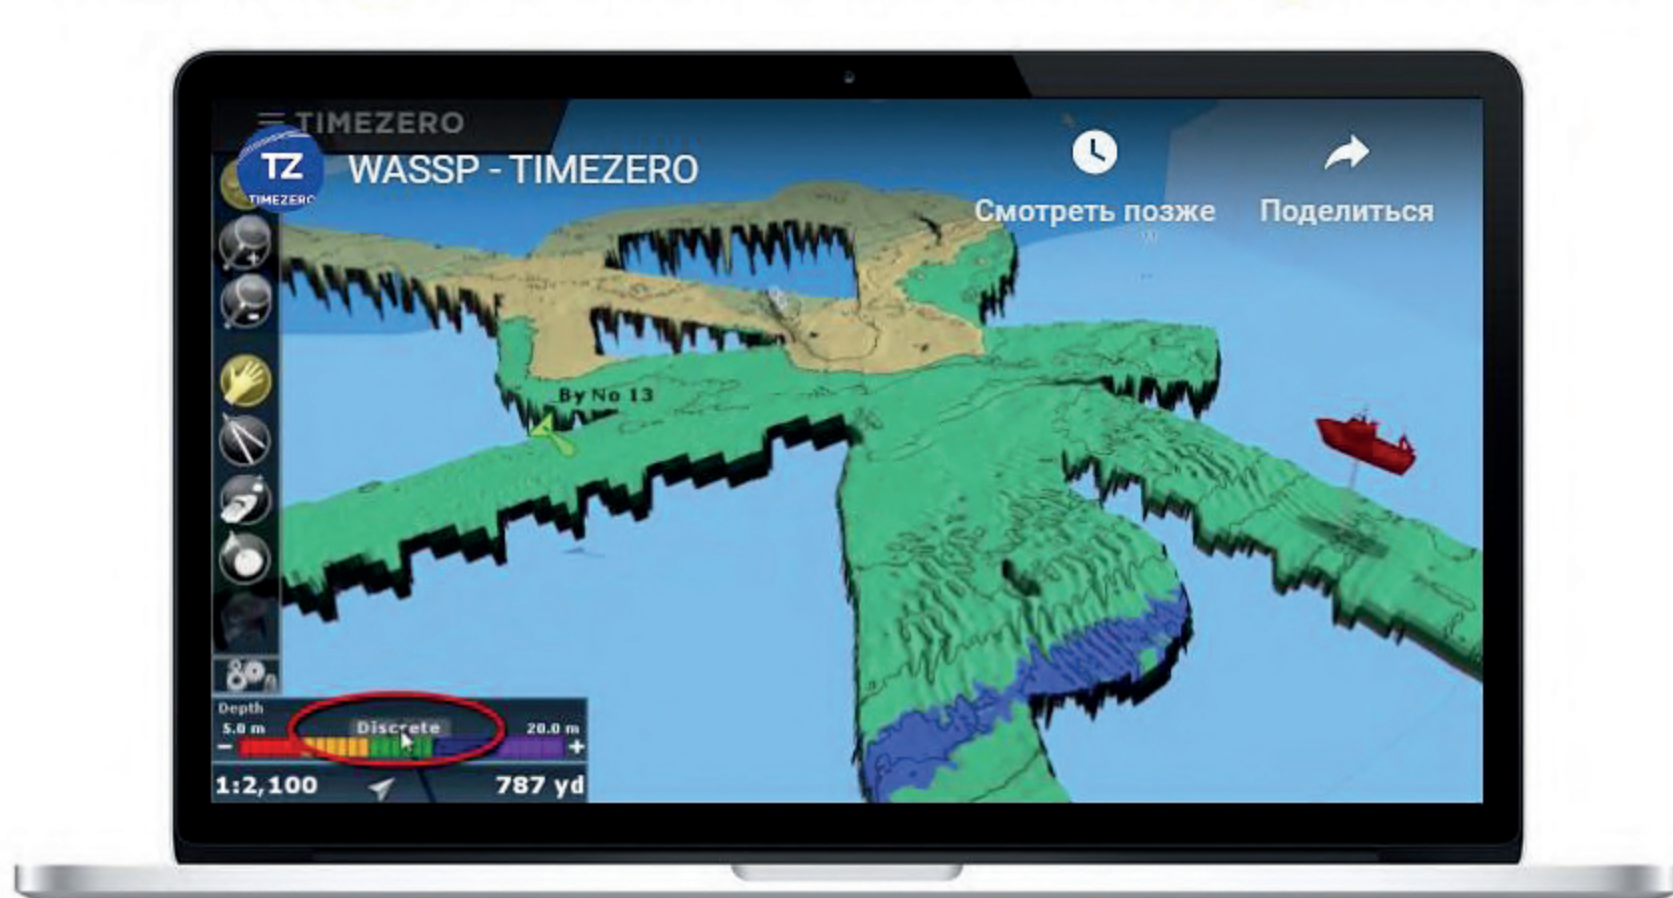 TIMEZERO
TZ
TIMEZERO
WASSP - TIMEZERO
Смотреть позже
Поделиться
By No 13
Depth
5.0 m
Discrete
20.0 m
1:2,100
787 yd